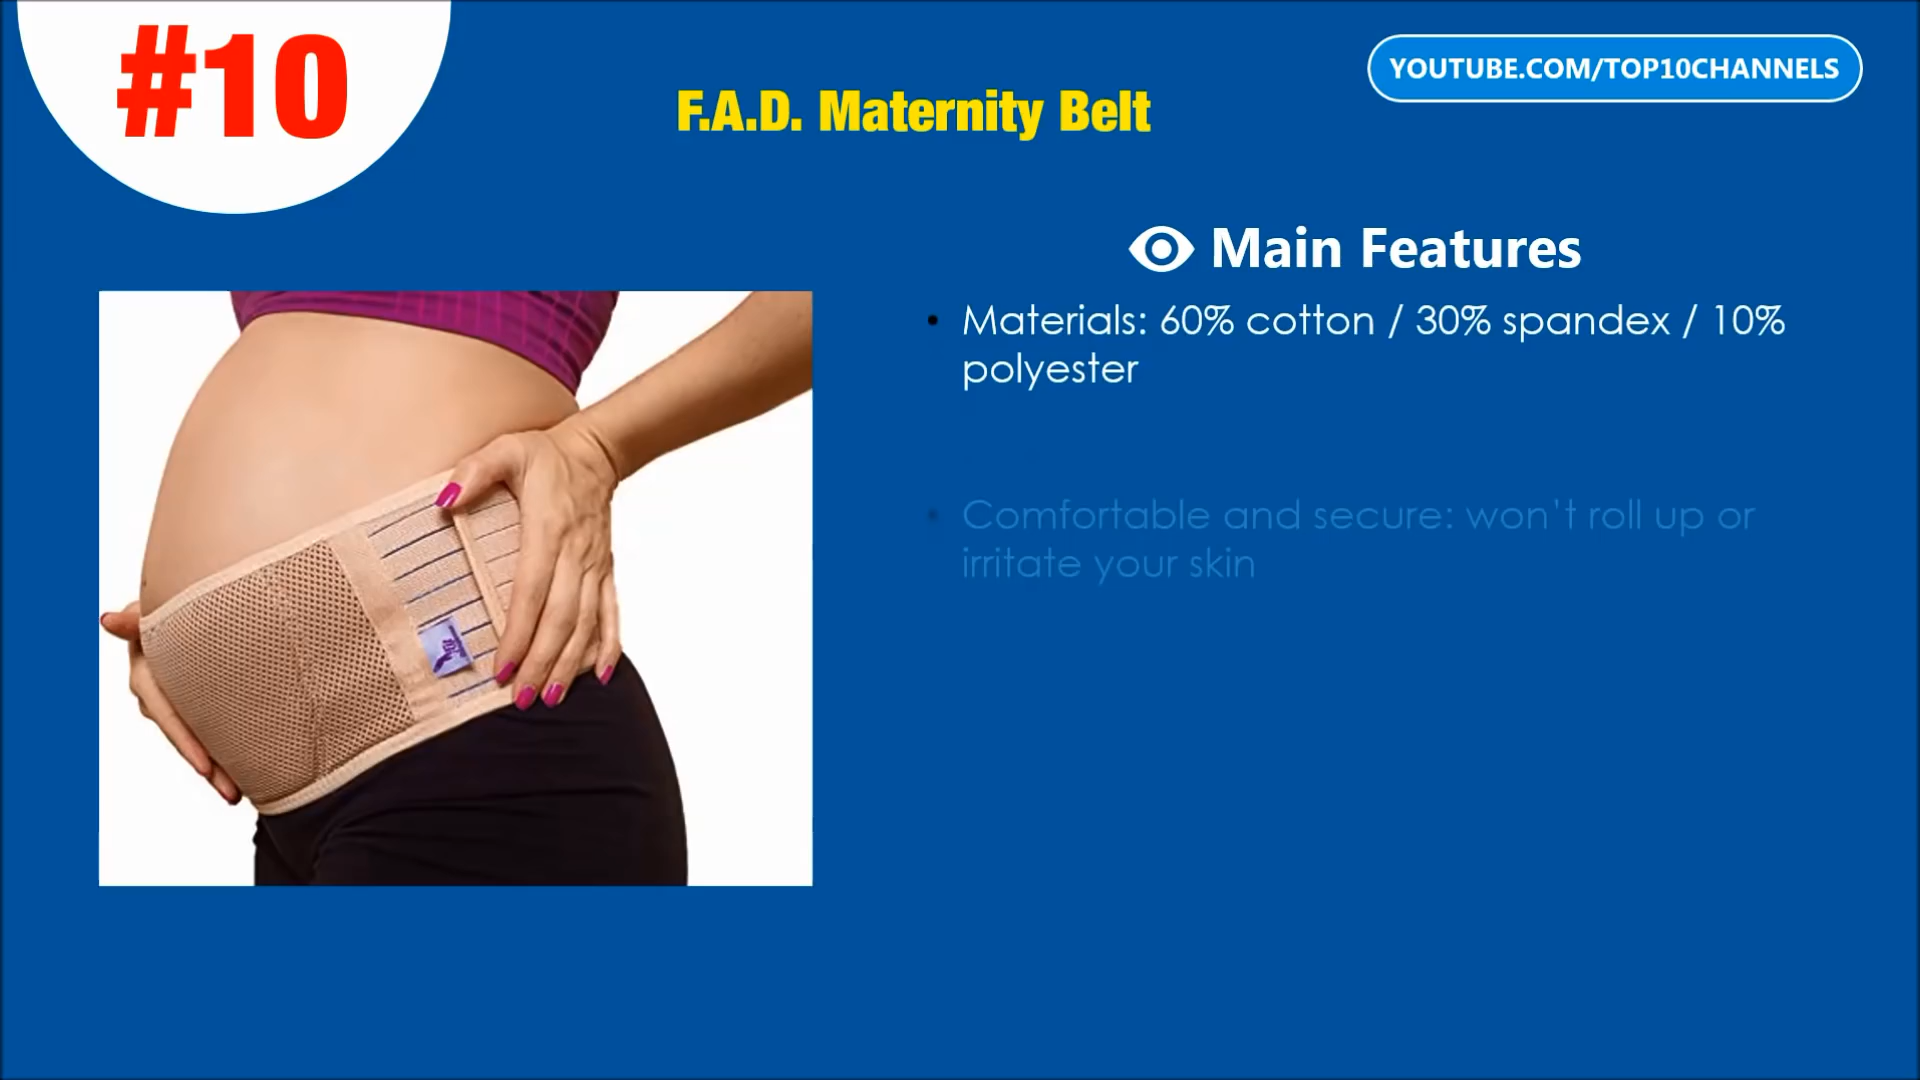 #10
YOUTUBE.COM/TOP10CHANNELS
F.A.D. Maternity Belt
Main Features
• Materials: 60% cotton / 30% spandex / 10%
polyester
• Comfortable and secure: won't roll up or
irritate your skin